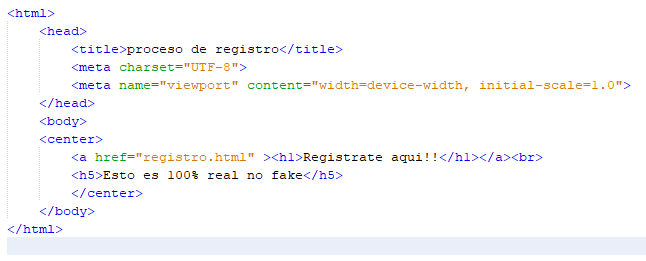 <html>
<head>
<title>proceso de registro</title>
<meta charset="UTF-8">
<meta name="viewport" content="width=device-width, initial-scale=1.0">
</head>
<body>
<center>
<a href="registro.html" ><h1>Registrate aqui!!</h1></a><br>
<h5>Esto es 100% real no fake</h5>
</center>
</body>
</html>